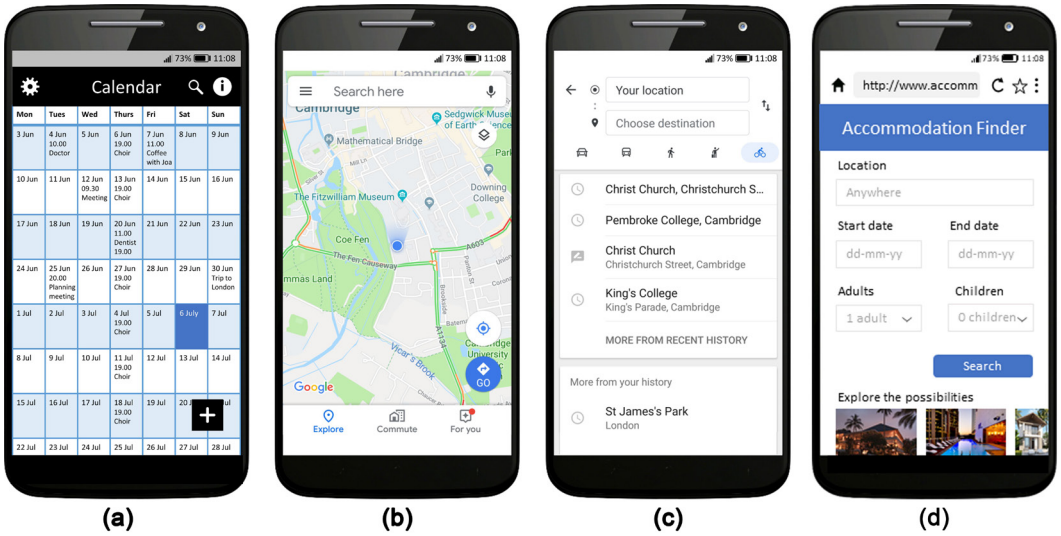 73% 11:08
Calendar
Mon Tues Wed Thurs Fri Sat Sun
3 Jun 4 Jun 5 Jun 6 Jun 7 Jun 8 Jun 9 Jun
10.00 19.00 11.00
Doctor Choir Coffee
with Joa
10 Jun 11 Jun 12 Jun 13 Jun 14 Jun 15 Jun 16 Jun
09.30 19.00
Meeting Choir
17 Jun 18 Jun 19 Jun 20 Jun 21 Jun 22 Jun 23 Jun
11.00
Dentist
19.00
24 Jun 25 Jun 26 Jun 27 Jun 28 Jun 29 Jun 30 Jun
20.00 19.00 Trip to
Planning Choir London
meeting
1 Jul 2 Jul 3 Jul 4 Jul 5 Jul 6 July 7 Jul
19.00
Choir
8 Jul 9 Jul 10 Jul 11 Jul 12 Jul 13 Jul 14 Jul
19.00
Choir
15 Jul 16 Jul 17 Jul 18 Jul 19 Jul
19.00
Choir
22 Jul 23 Jul 24 Jul 25 Jul 26 Jul 27 Jul 28 Jul
(a)
73% 11:08
Cambridge
Search here
Cambridge
Sedgwick Museum
of Earth Science
Mathematical Bridge
Mill Ln
Silver St
Park
Downing
College
The Fitzwilliam Museum
Coe Fen
A603
The Fen Causeway
Panton St
Union
mmas Land
Brookside
A1134
Vicar's Brook
Cambridge
University
GO
Google
Explore Commute For you
(b)
73% 11:08
Your location
Choose destination
Christ Church, Christchurch S...
Pembroke College, Cambridge
Christ Church
Christchurch Street, Cambridge
King's College
King's Parade, Cambridge
MORE FROM RECENT HISTORY
More from your history
St James's Park
London
(c)
73% 11:08
http://www.accomm
Accommodation Finder
Location
Anywhere
Start date End date
dd-mm-yy dd-mm-yy
Adults Children
1 adult 0 children
Search
Explore the possibilities
(d)